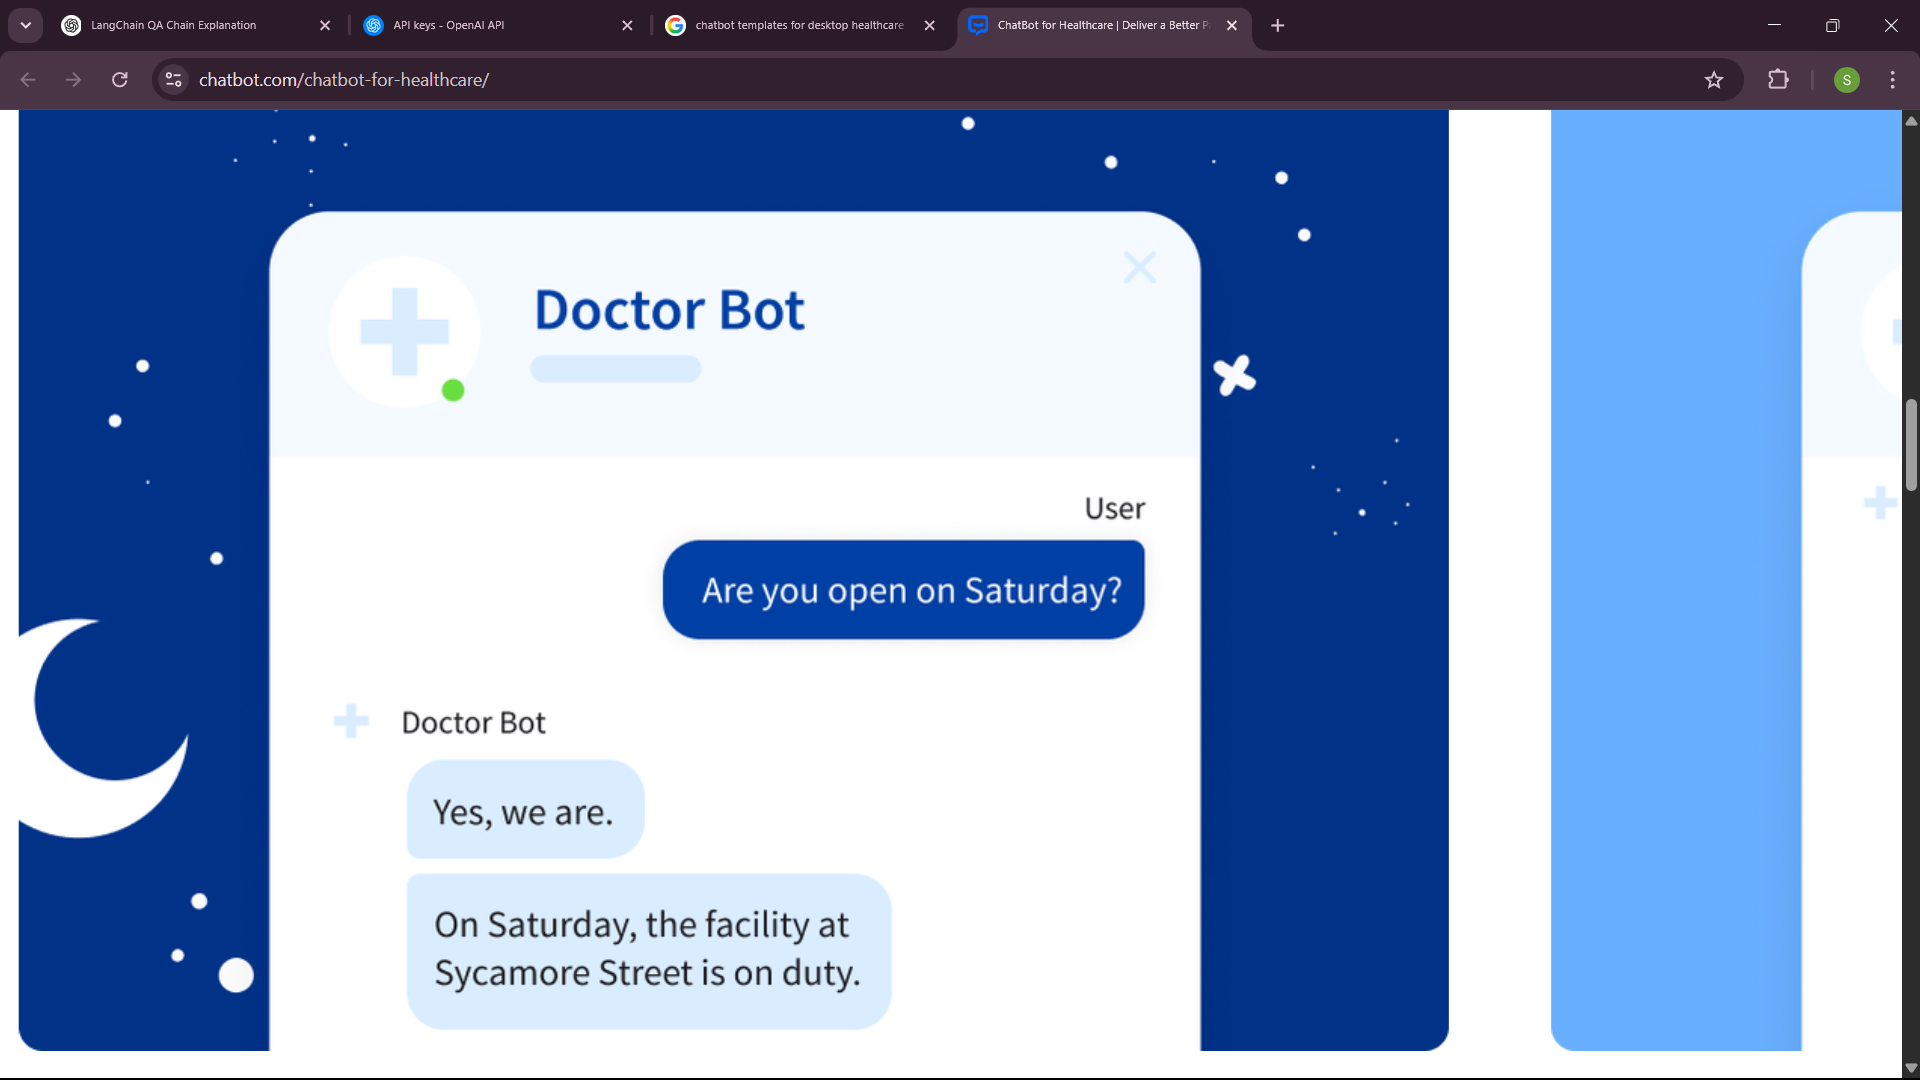 LangChain QA Chain Explanation
API keys - OpenAI API
chatbot templates for desktop healthcare
ChatBot for Healthcare | Deliver a Better P
chatbot.com/chatbot-for-healthcare/
S
Doctor Bot
User
Are you open on Saturday?
Doctor Bot
Yes, we are.
On Saturday, the facility at
Sycamore Street is on duty.